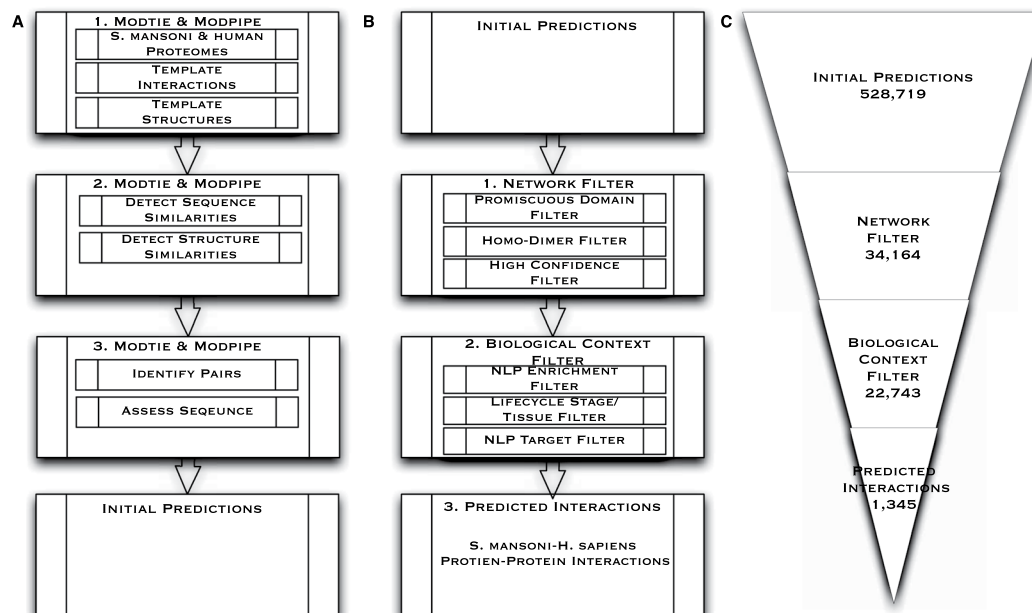 A
1. Modtie & Modpipe
S. mansoni & human
Proteomes
Template
Interactions
Template
Structures
2. Modtie & Modpipe
Detect Sequence
Similarities
Detect Structure
Similarities
3. Modtie & Modpipe
Identify Pairs
Assess Seqeunce
Initial Predictions
B
Initial Predictions
1. Network Filter
Promiscuous Domain
Filter
Homo-Dimer Filter
High Confidence
Filter
2. Biological Context
Filter
NLP Enrichment
Filter
Lifecycle Stage/
Tissue Filter
NLP Target Filter
3. Predicted Interactions
S. mansoni-H. sapiens
Protien-Protein Interactions
C
Initial Predictions
528,719
Network
Filter
34,164
Biological
Context
Filter
22,743
Predicted
Interactions
1,345